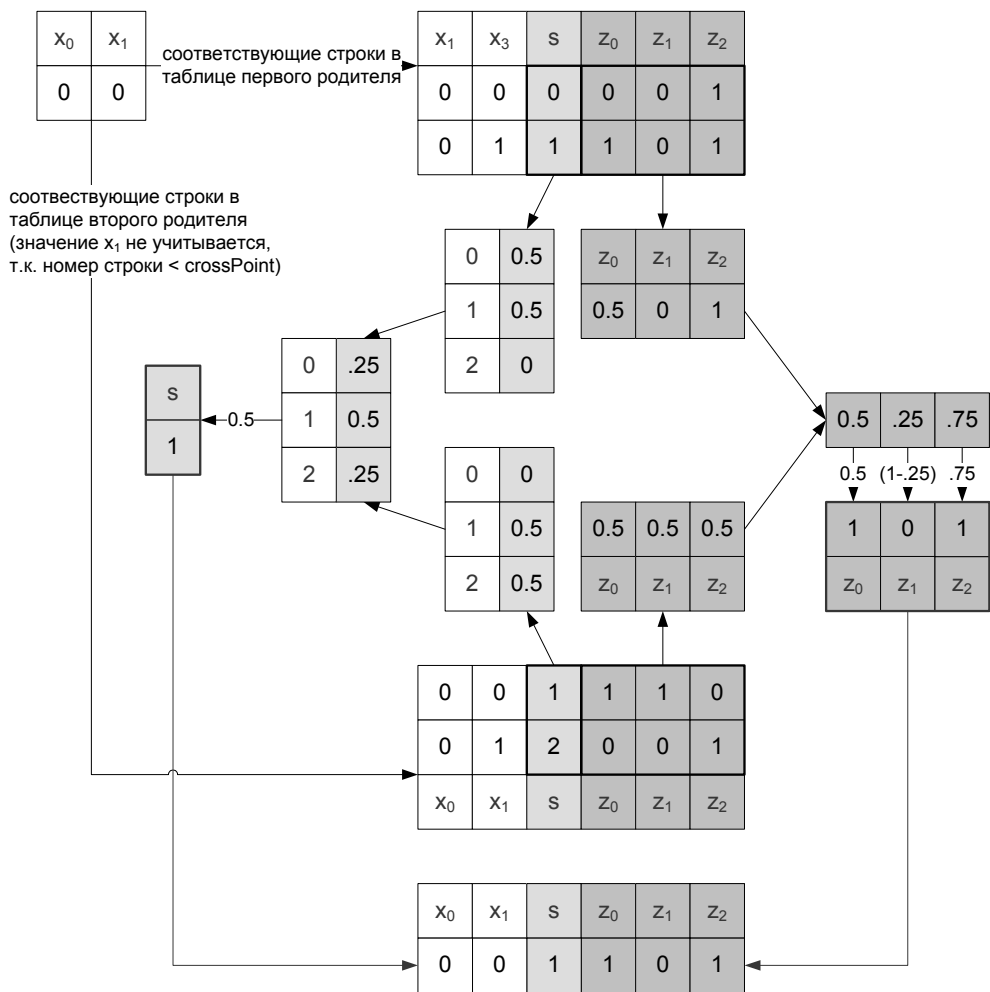 x₀ x₁
0 0
соответствующие строки в
таблице первого родителя
x₁ x₃ s z₀ z₁ z₂
0 0 0 0 0 1
0 1 1 1 0 1
соотвествующие строки в
таблице второго родителя
(значение x₁ не учитывается,
т.к. номер строки < crossPoint)
0 0.5
1 0.5
2 0
z₀ z₁ z₂
0.5 0 1
0 .25
1 0.5
2 .25
s
1
0.5
0.5 .25 .75
0.5 (1-.25) .75
1 0 1
z₀ z₁ z₂
0 0
1 0.5
2 0.5
0.5 0.5 0.5
z₀ z₁ z₂
0 0 1 1 1 0
0 1 2 0 0 1
x₀ x₁ s z₀ z₁ z₂
x₀ x₁ s z₀ z₁ z₂
0 0 1 1 0 1